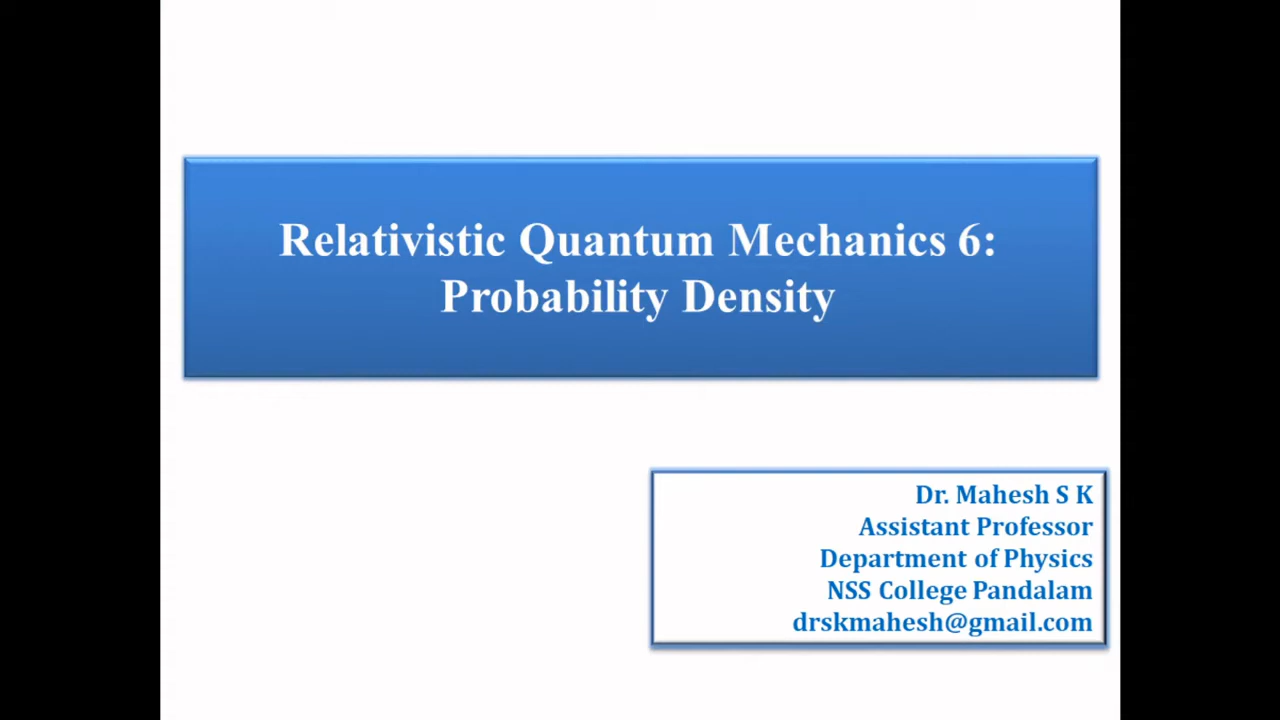 Relativistic Quantum Mechanics 6:
Probability Density
Dr. Mahesh S K
Assistant Professor
Department of Physics
NSS College Pandalam
drskmahesh@gmail.com